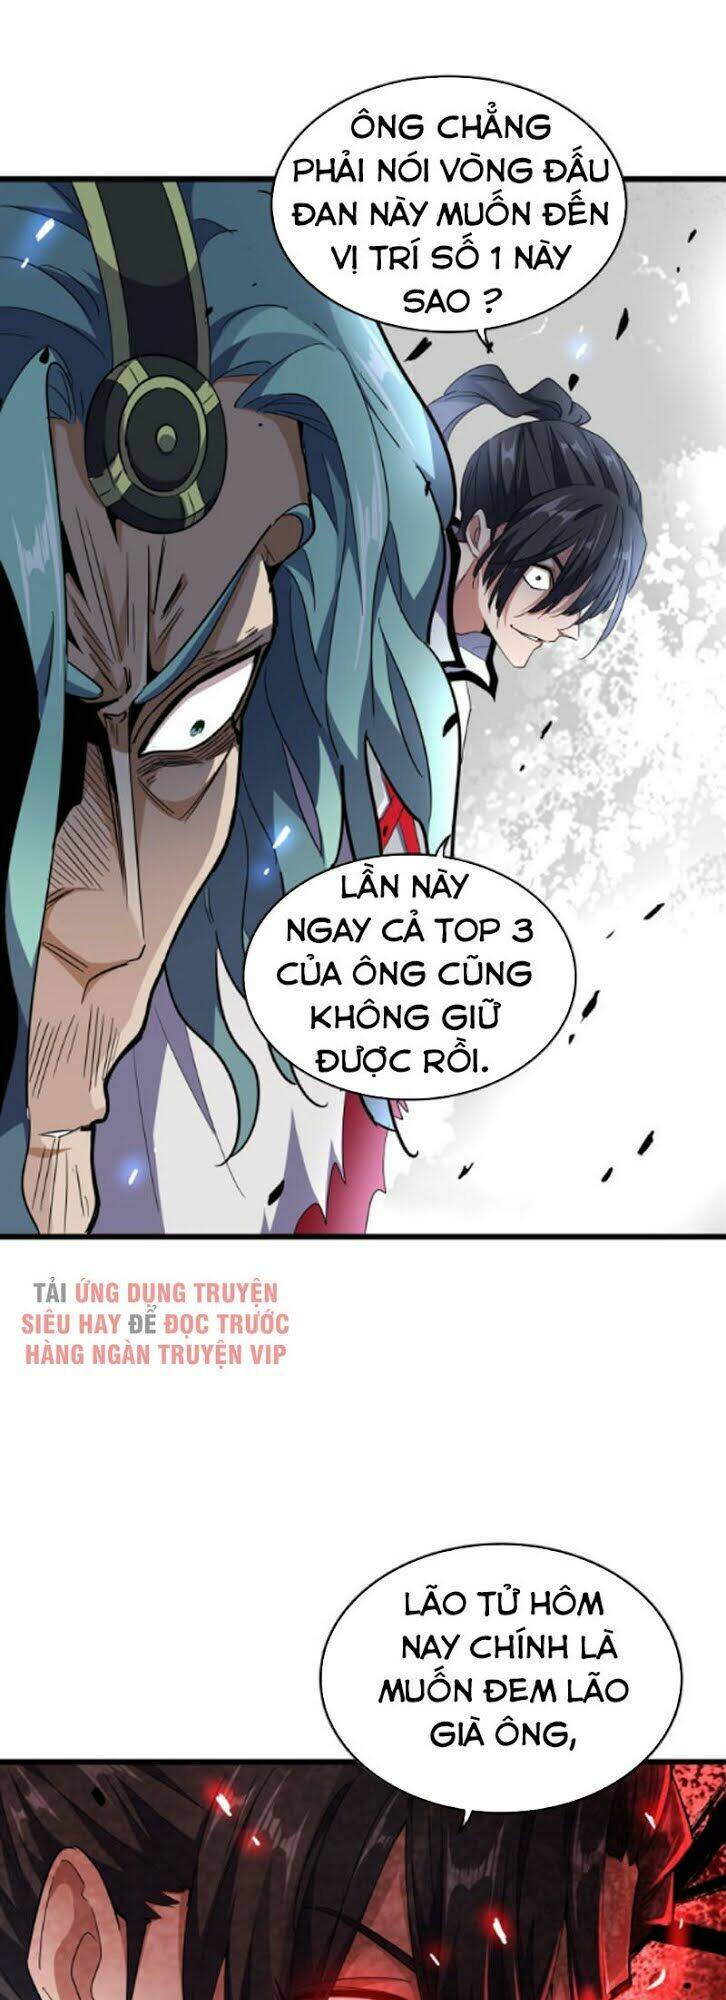 ÔNG CHẲNG
PHẢI NÓI VÒNG ĐẤU
ĐAN NÀY MUỐN ĐẾN
VỊ TRÍ SỐ 1 NÀY
SAO ?
LẦN NÀY
NGAY CẢ TOP 3
CỦA ÔNG CŨNG
KHÔNG GIỮ
ĐƯỢC RỒI.
TẢI ỨNG DỤNG TRUYỆN
SIÊU HAY ĐỂ ĐỌC TRƯỚC
HÀNG NGÀN TRUYỆN VIP
LÃO TỬ HÔM
NAY CHÍNH LÀ
MUỐN ĐEM LÃO
GIÀ ÔNG,